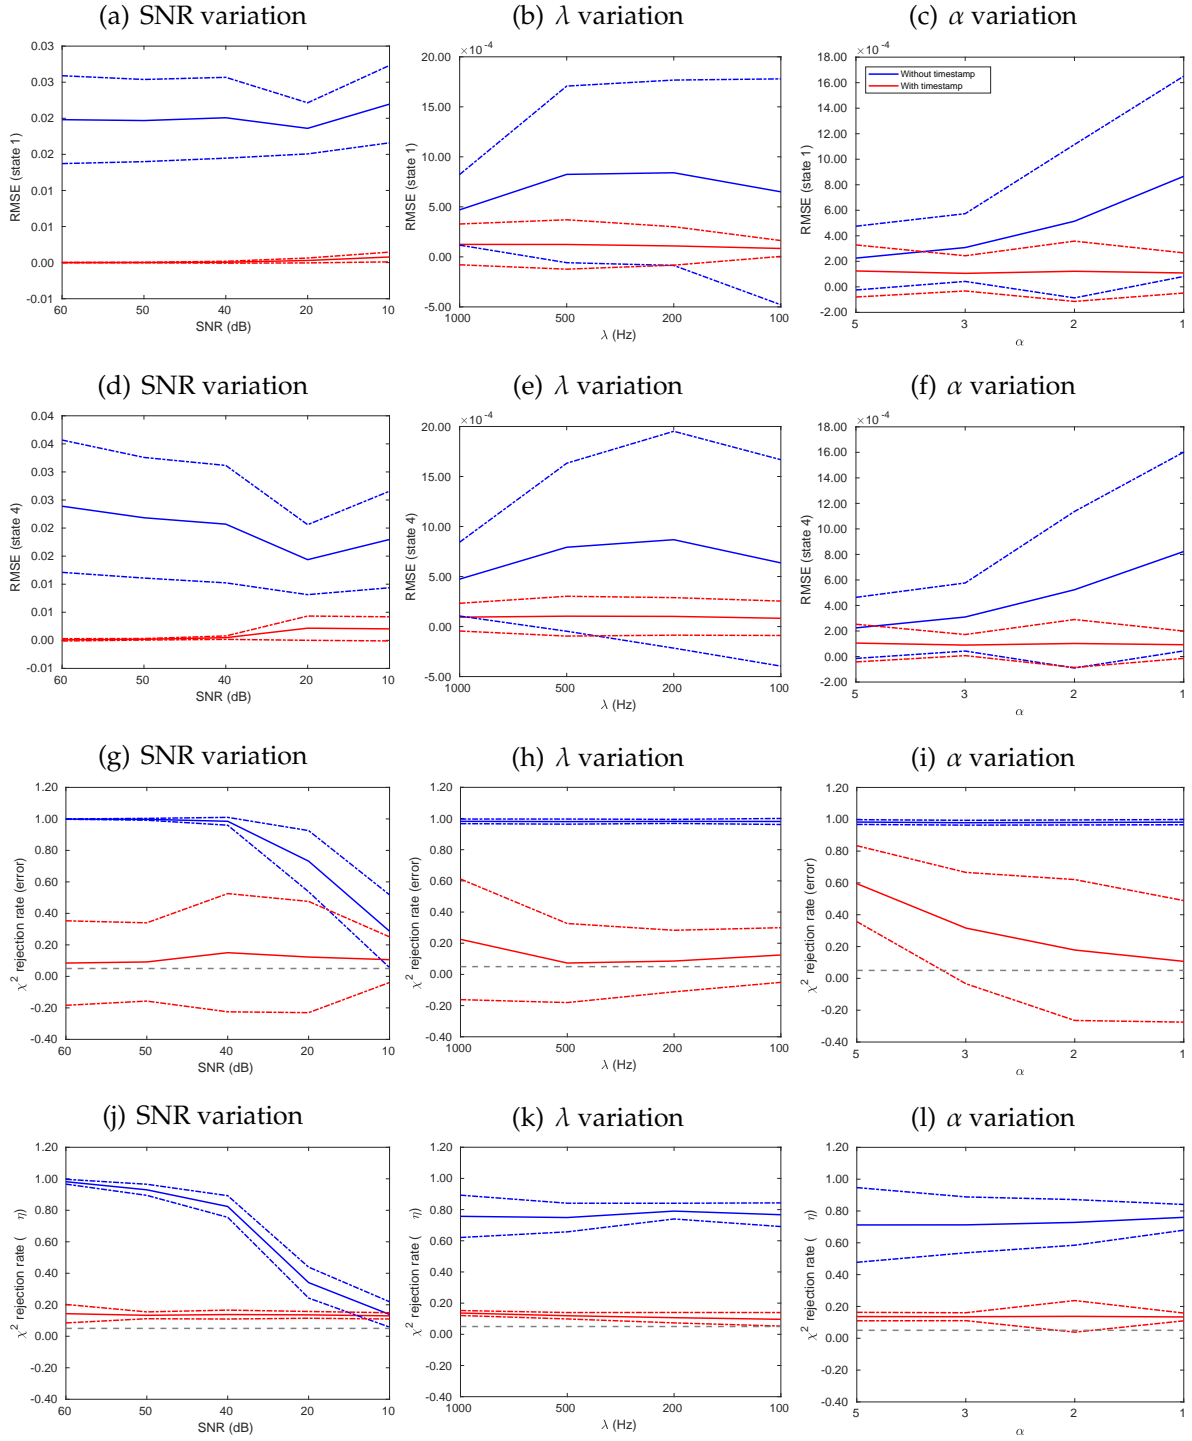 (a) SNR variation
(b) λ variation
(c) α variation
0.03
0.03
0.02
0.02
0.01
0.01
0.00
-0.01
RMSE (state 1)
60 50 40 20 10
SNR (dB)
×10⁻⁴
20.00
15.00
10.00
5.00
0.00
-5.00
RMSE (state 1)
1000 500 200 100
λ (Hz)
×10⁻⁴
18.00
16.00
14.00
12.00
10.00
8.00
6.00
4.00
2.00
0.00
-2.00
RMSE (state 1)
Without timestamp
With timestamp
5 3 2 1
α
(d) SNR variation
(e) λ variation
(f) α variation
0.04
0.04
0.03
0.03
0.02
0.02
0.01
0.01
0.00
-0.01
RMSE (state 4)
60 50 40 20 10
SNR (dB)
×10⁻⁴
20.00
15.00
10.00
5.00
0.00
-5.00
RMSE (state 4)
1000 500 200 100
λ (Hz)
×10⁻⁴
18.00
16.00
14.00
12.00
10.00
8.00
6.00
4.00
2.00
0.00
-2.00
RMSE (state 4)
5 3 2 1
α
(g) SNR variation
(h) λ variation
(i) α variation
1.20
1.00
0.80
0.60
0.40
0.20
0.00
-0.20
-0.40
χ² rejection rate (error)
60 50 40 20 10
SNR (dB)
1.20
1.00
0.80
0.60
0.40
0.20
0.00
-0.20
-0.40
χ² rejection rate (error)
1000 500 200 100
λ (Hz)
1.20
1.00
0.80
0.60
0.40
0.20
0.00
-0.20
-0.40
χ² rejection rate (error)
5 3 2 1
α
(j) SNR variation
(k) λ variation
(l) α variation
1.20
1.00
0.80
0.60
0.40
0.20
0.00
-0.20
-0.40
χ² rejection rate ( η)
60 50 40 20 10
SNR (dB)
1.20
1.00
0.80
0.60
0.40
0.20
0.00
-0.20
-0.40
χ² rejection rate ( η)
1000 500 200 100
λ (Hz)
1.20
1.00
0.80
0.60
0.40
0.20
0.00
-0.20
-0.40
χ² rejection rate ( η)
5 3 2 1
α